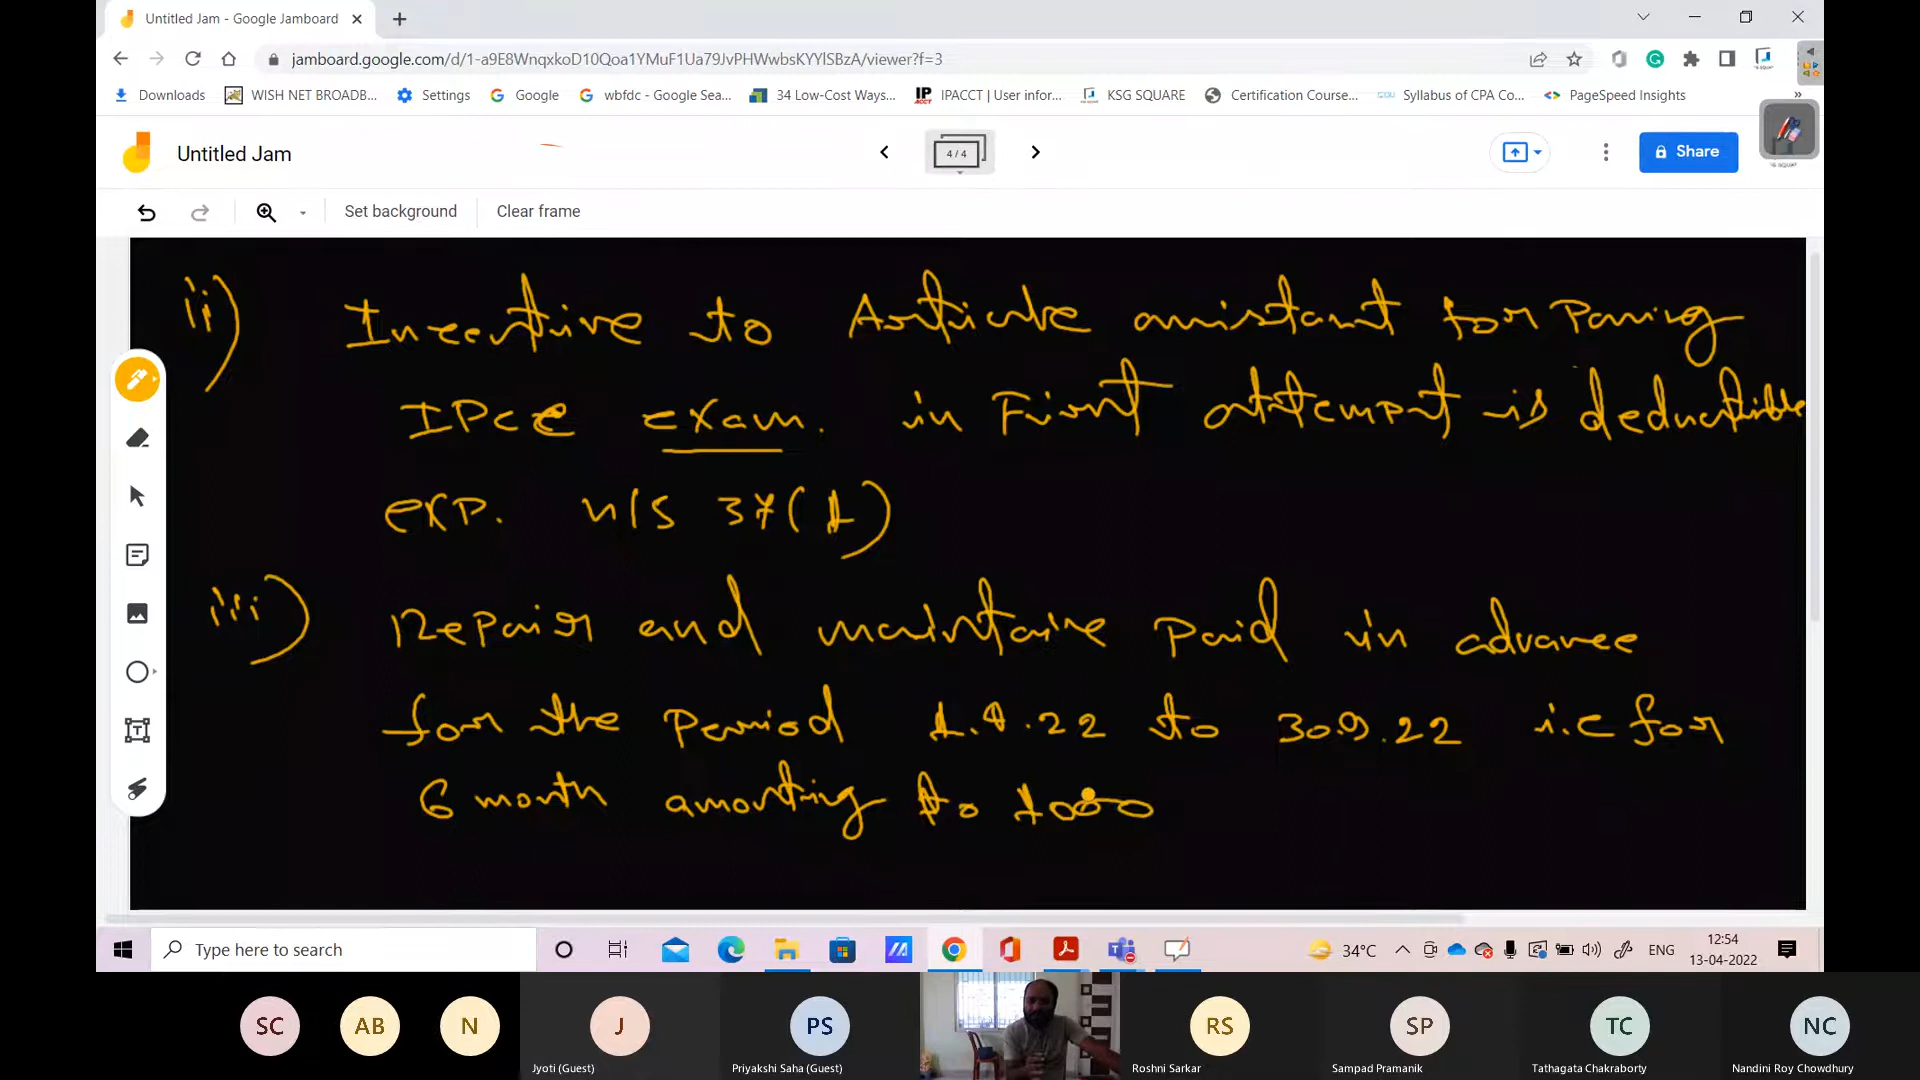 Untitled Jam - Google Jamboard
jamboard.google.com/d/1-a9E8WnqxkoD10Qoa1YMuF1Ua79JvPHWwbsKYYlSBzA/viewer?f=3
Downloads WISH NET BROADB... Settings Google wbfdc - Google Sea... 34 Low-Cost Ways... IP ACCT IPACCT | User infor... KSG SQUARE Certification Course... Syllabus of CPA Co... PageSpeed Insights »
Untitled Jam 4 / 4 Share
Set background Clear frame
ii) Incentive to Article assistant for Passing
IPCC exam. in First attempt is deductible
exp. u/s 37(1)
iii) Repair and maintaine Paid in advance
for the Period 1.4.22 to 30.9.22 i.e for
6 month amonting to 1000
Type here to search 34°C ENG 12:54
13-04-2022
SC AB N J PS RS SP TC NC
Jyoti (Guest) Priyakshi Saha (Guest) Roshni Sarkar Sampad Pramanik Tathagata Chakraborty Nandini Roy Chowdhury